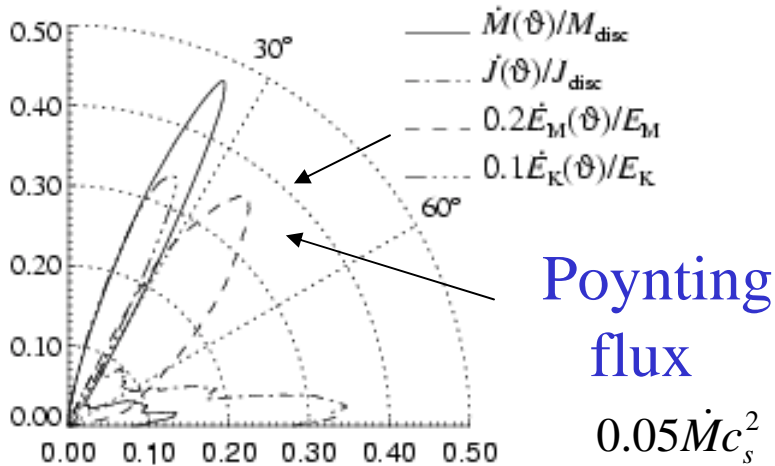 0.50
0.40
0.30
0.20
0.10
0.00
0.00 0.10 0.20 0.30 0.40 0.50
30°
60°
Ṁ(ϑ)/M_disc
J̇(ϑ)/J_disc
0.2Ė_M(ϑ)/E_M
0.1Ė_K(ϑ)/E_K
Poynting
flux
0.05Ṁc_s^2